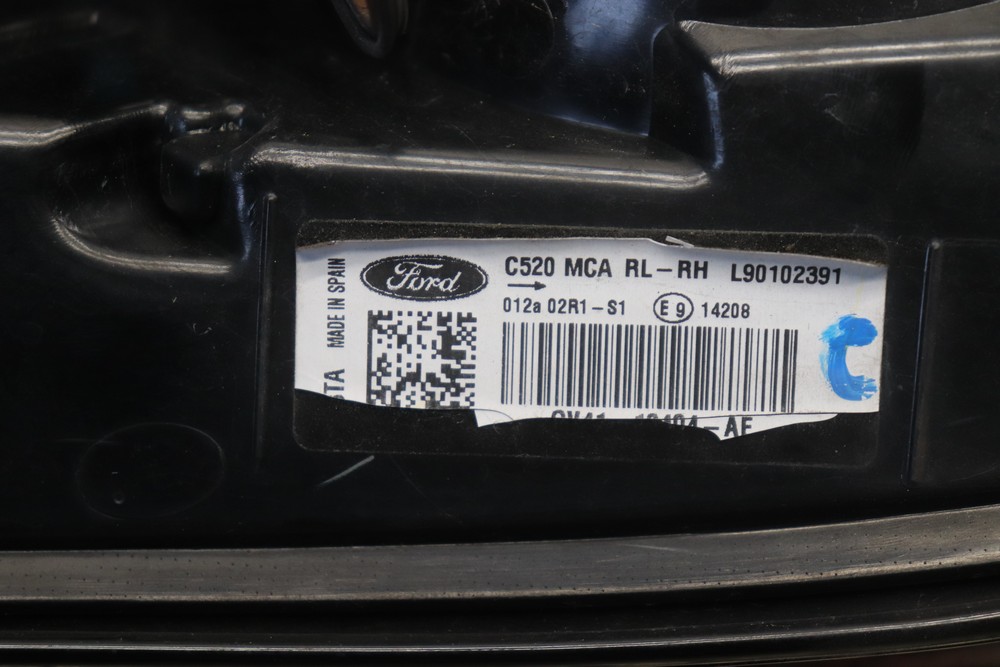 Ford
C520 MCA RL-RH L90102391
012a 02R1-S1 E9 14208
MADE IN SPAIN
C